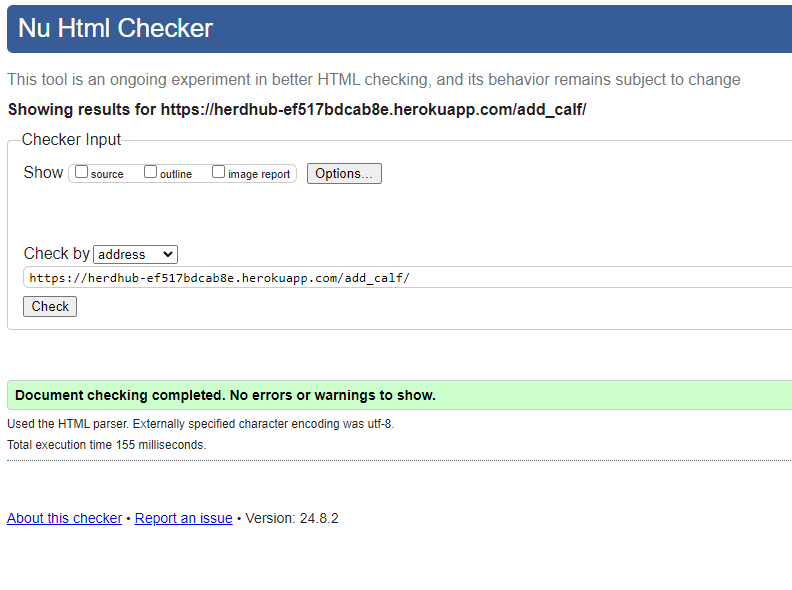 Nu Html Checker
This tool is an ongoing experiment in better HTML checking, and its behavior remains subject to change
Showing results for https://herdhub-ef517bdcab8e.herokuapp.com/add_calf/
Checker Input
Show source outline image report Options...
Check by address
https://herdhub-ef517bdcab8e.herokuapp.com/add_calf/
Check
Document checking completed. No errors or warnings to show.
Used the HTML parser. Externally specified character encoding was utf-8.
Total execution time 155 milliseconds.
About this checker • Report an issue • Version: 24.8.2